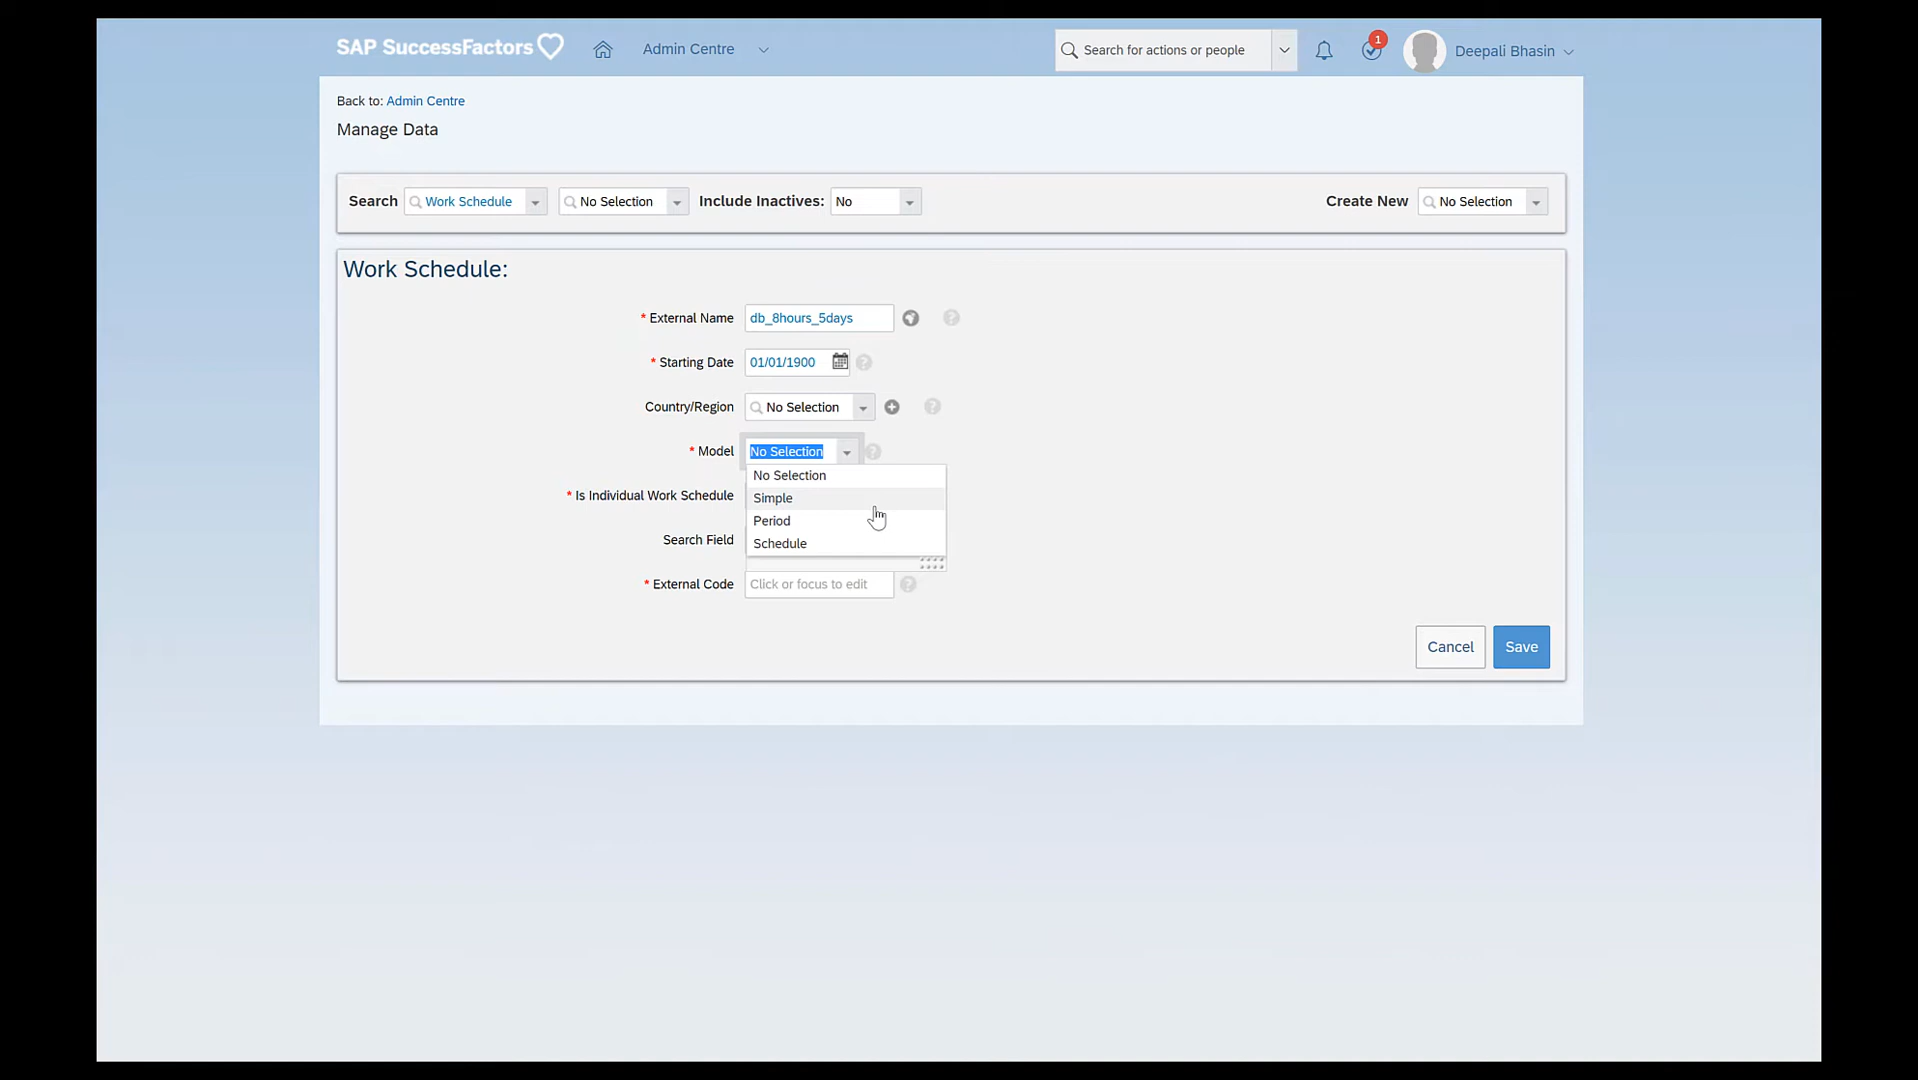 SAP SuccessFactors Admin Centre Search for actions or people 1 Deepali Bhasin
Back to: Admin Centre
Manage Data
Search Work Schedule No Selection Include Inactives: No Create New No Selection
Work Schedule:
* External Name db_8hours_5days ?
* Starting Date 01/01/1900 ?
Country/Region No Selection ?
* Model No Selection ?
No Selection
* Is Individual Work Schedule Simple
Period
Search Field Schedule
* External Code Click or focus to edit ?
Cancel Save